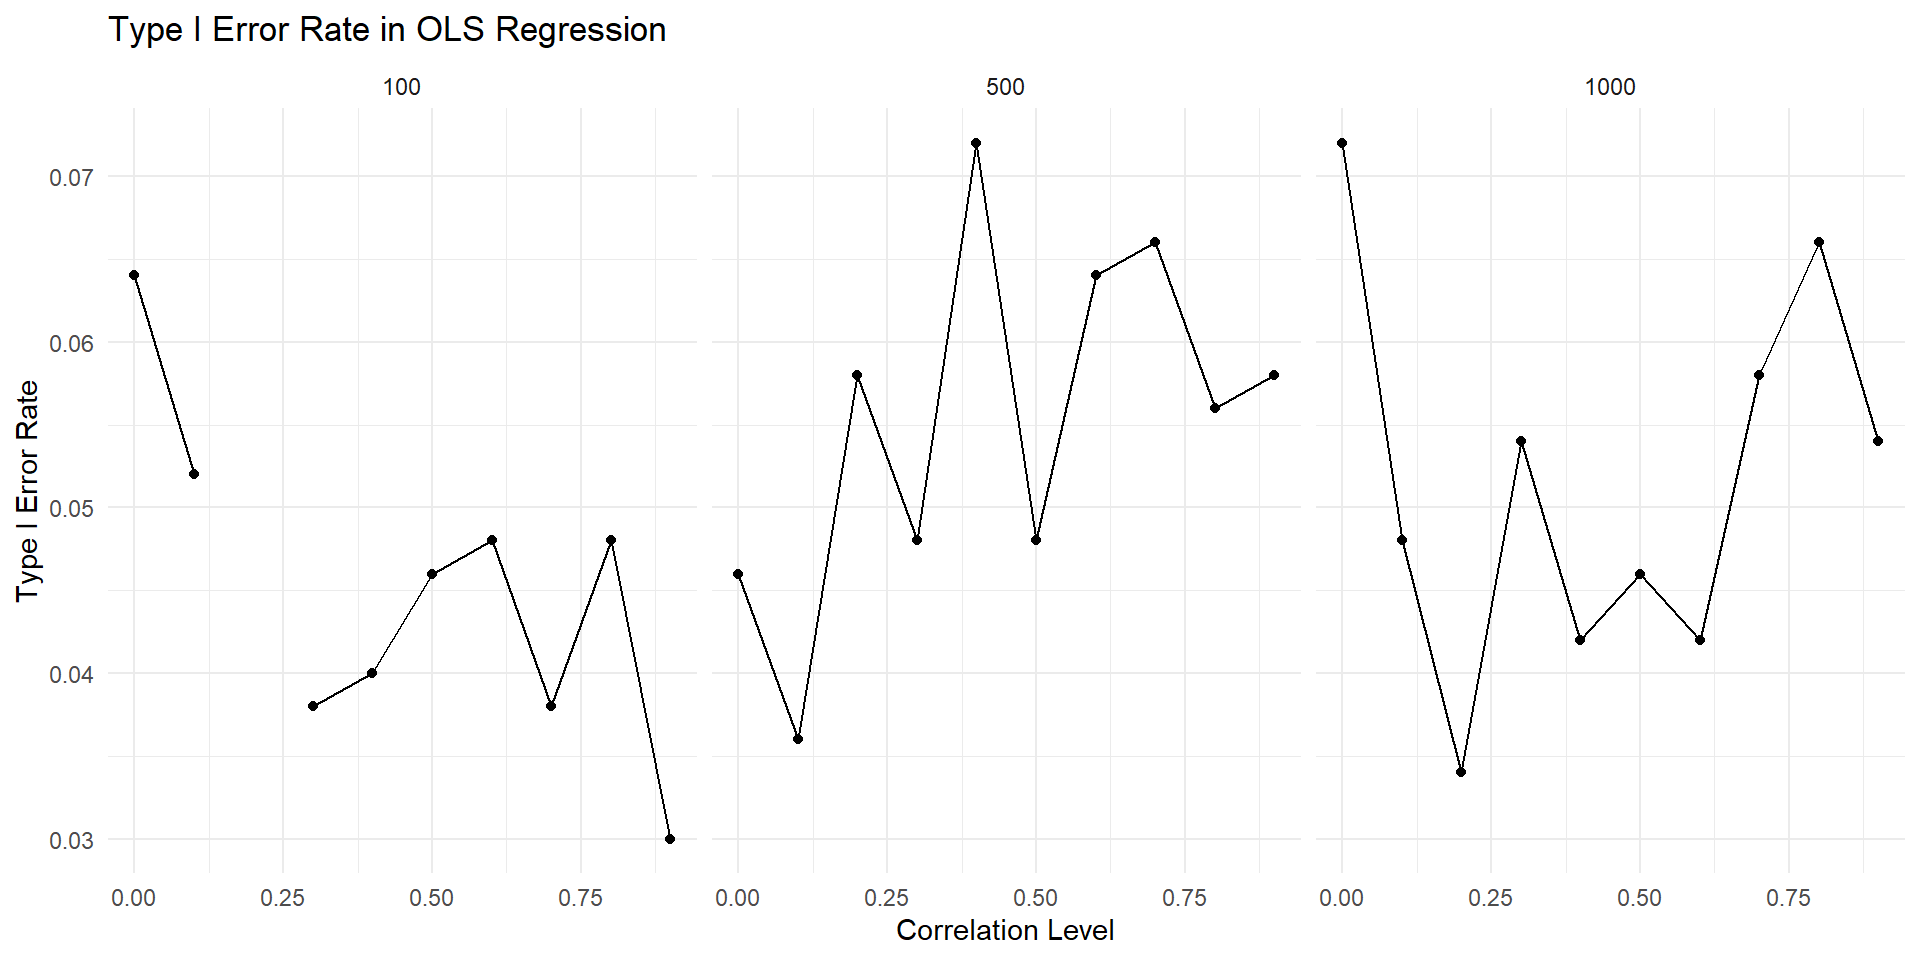 Type I Error Rate in OLS Regression
100 500 1000
Type I Error Rate
0.07
0.06
0.05
0.04
0.03
0.00 0.25 0.50 0.75 0.00 0.25 0.50 0.75 0.00 0.25 0.50 0.75
Correlation Level